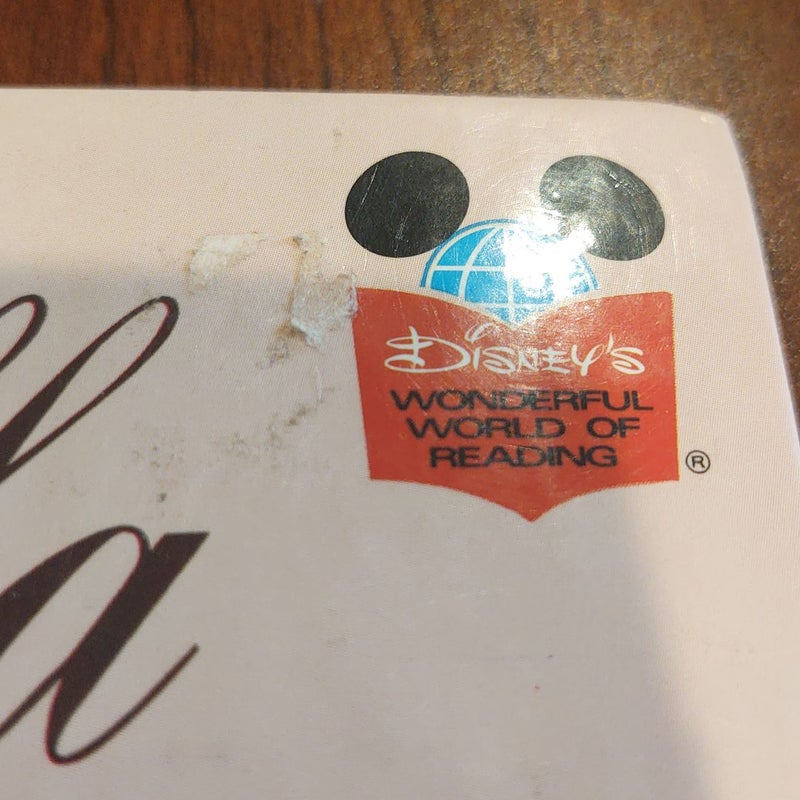 Disney's
WONDERFUL
WORLD OF
READING
®
a